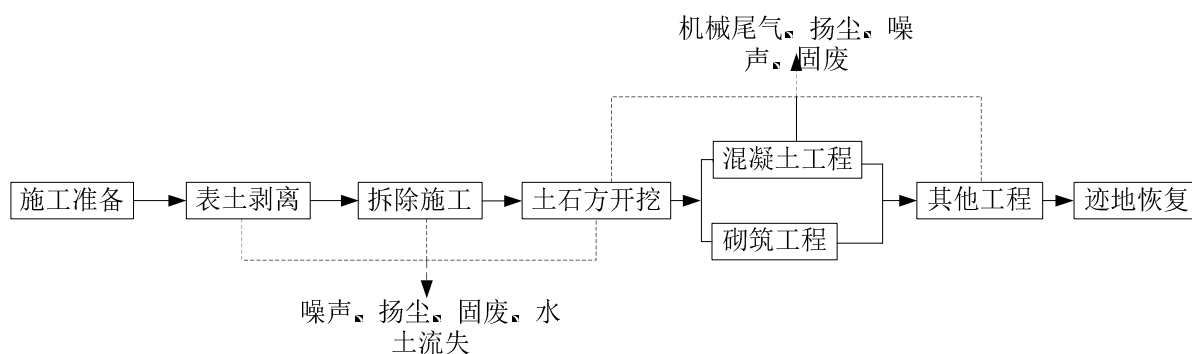 机械尾气、扬尘、噪
声、固废
混凝土工程
施工准备
表土剥离
拆除施工
土石方开挖
其他工程
迹地恢复
砌筑工程
噪声、扬尘、固废、水
土流失